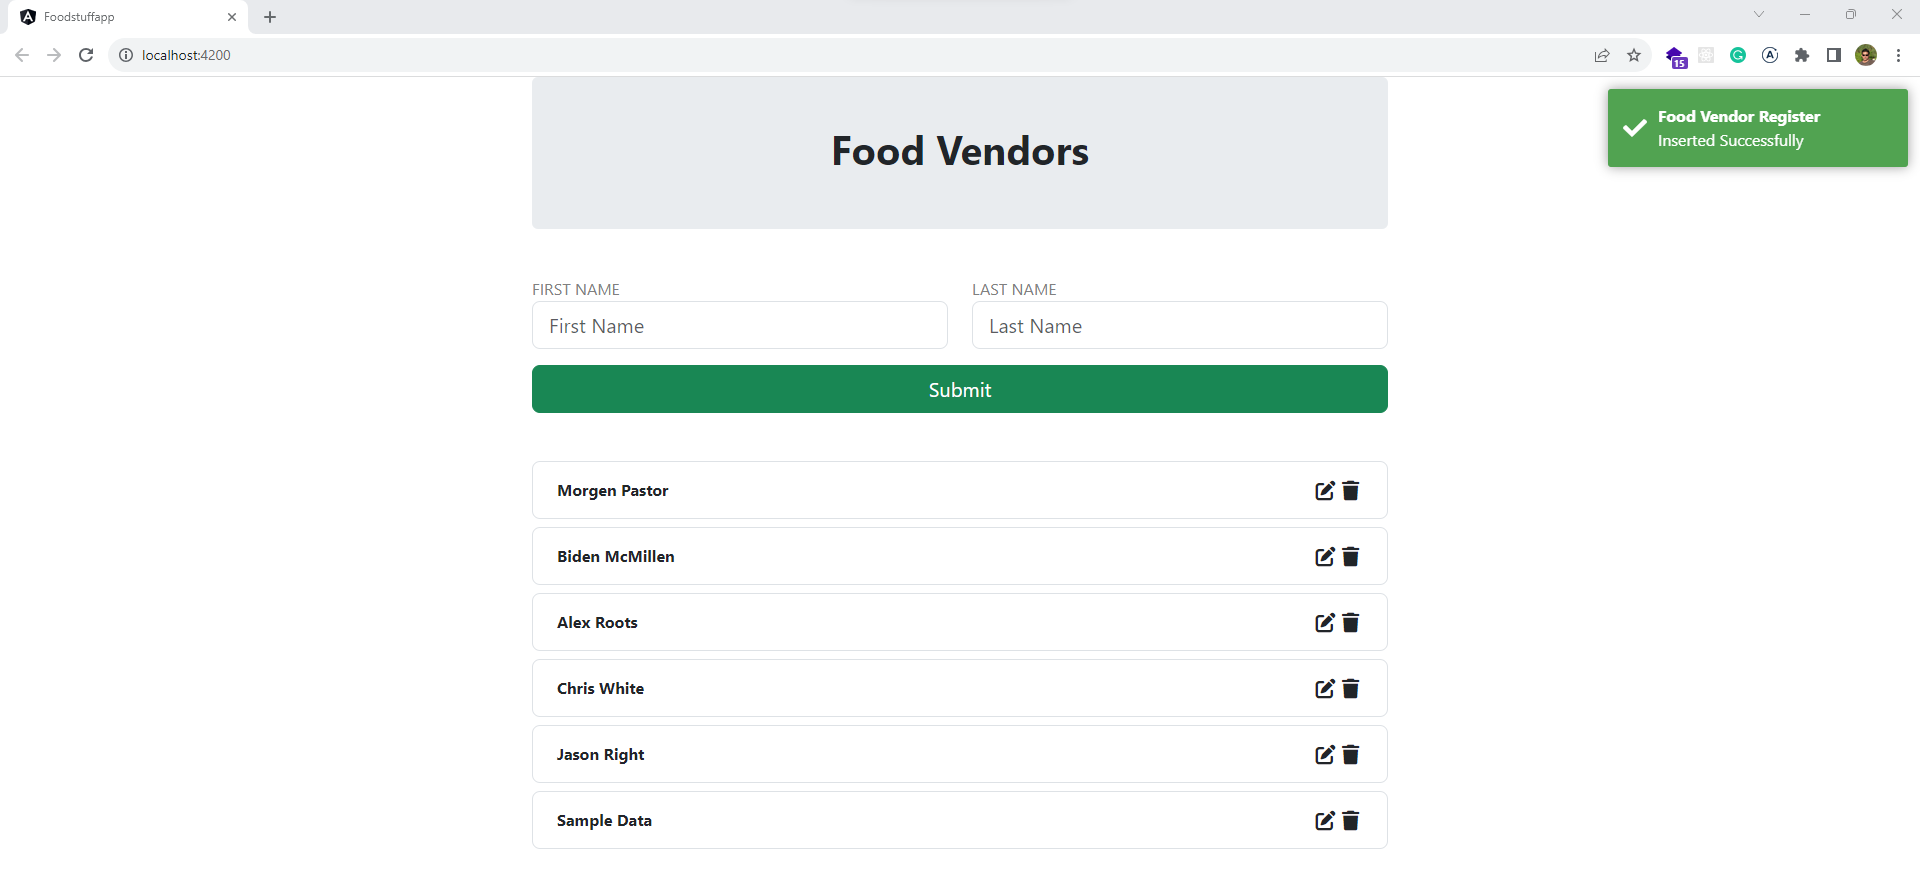 Foodstuffapp
localhost:4200
15
Food Vendor Register
Inserted Successfully
Food Vendors
FIRST NAME
LAST NAME
First Name
Last Name
Submit
Morgen Pastor
Biden McMillen
Alex Roots
Chris White
Jason Right
Sample Data